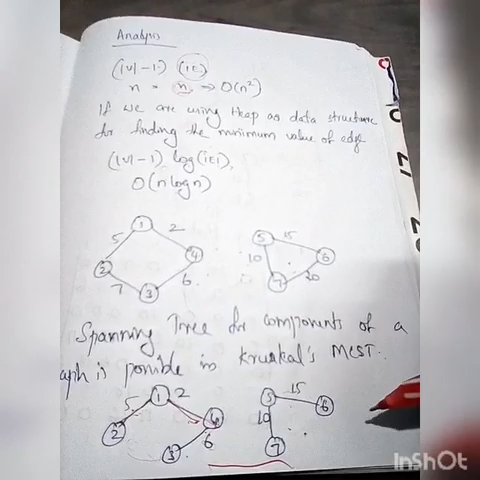 Analysis
(|V|-1) (|E|)
n * n => O(n²)
If we are using Heap as data structure
for finding the minimum value of edge
(|V|-1) log(|E|),
O(n log n)
1 2 5 4 2 7 6 3
5 15 6 10 20 7
Spanning Tree for components of a
aph is possible in Kruskal's MCST.
1 2 5 4 2 6 3
5 15 6 10 7
InShOt